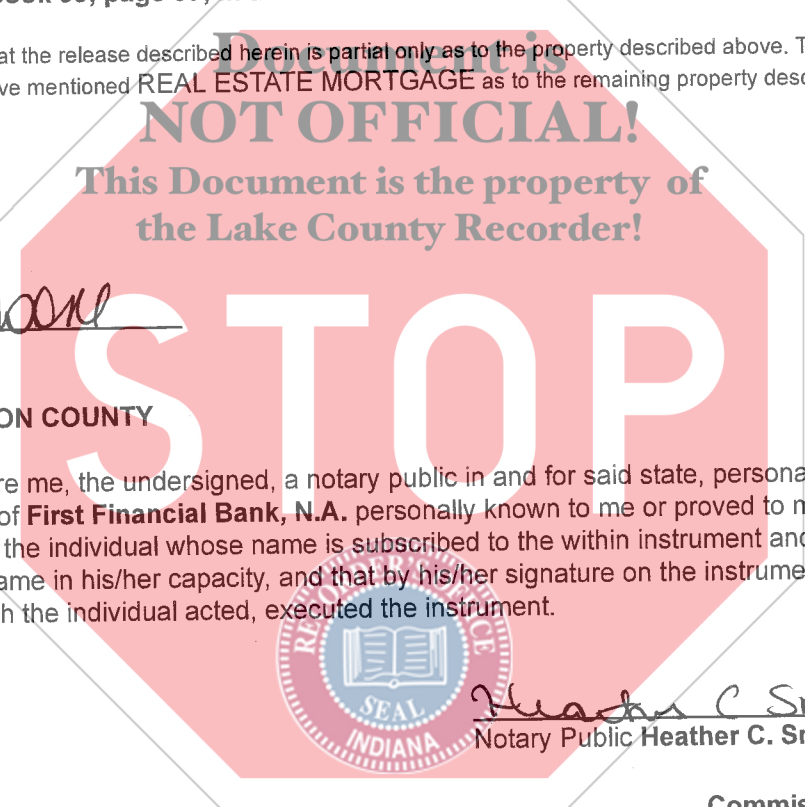 at the release described herein is partial only as to the property described above. T
Document is
ve mentioned REAL ESTATE MORTGAGE as to the remaining property desc
NOT OFFICIAL!
This Document is the property of
the Lake County Recorder!
STOP
ON COUNTY
re me, the undersigned, a notary public in and for said state, persona
of First Financial Bank, N.A. personally known to me or proved to m
the individual whose name is subscribed to the within instrument and
ame in his/her capacity, and that by his/her signature on the instrume
h the individual acted, executed the instrument.
RECORDER'S OFFICE
SEAL
INDIANA
Heather C Sm
Notary Public Heather C. Sm
Commis